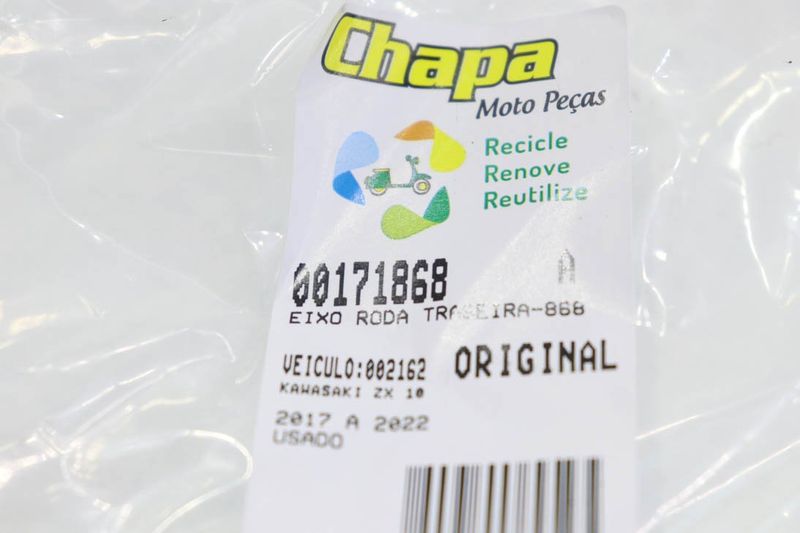 Chapa
Moto Peças
Recicle
Renove
Reutilize
00171868 A
EIXO RODA TRASEIRA-868
VEICULO:002162 ORIGINAL
KAWASAKI ZX 10
2017 A 2022
USADO